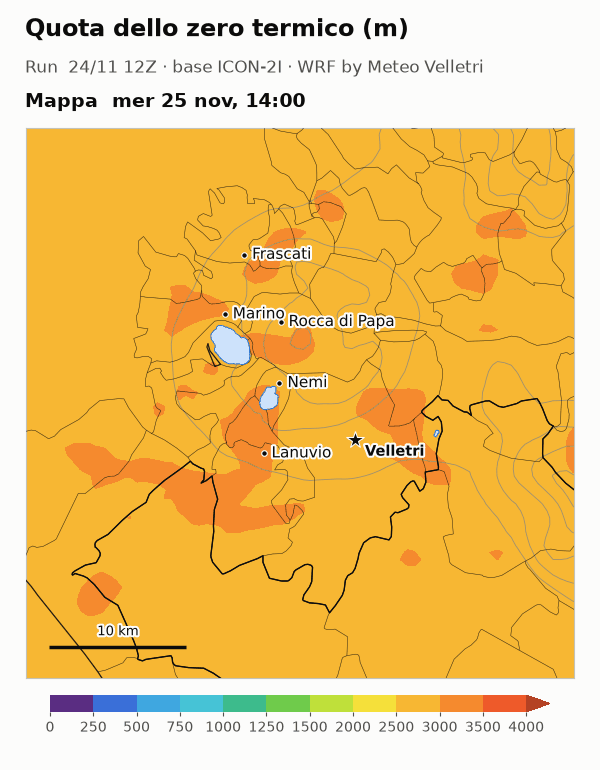 Quota dello zero termico (m)
Run 24/11 12Z · base ICON-2I · WRF by Meteo Velletri
Mappa mer 25 nov, 14:00
Frascati
Marino
Rocca di Papa
Nemi
Velletri
Lanuvio
10 km
0 250 500 750 1000 1250 1500 2000 2500 3000 3500 4000